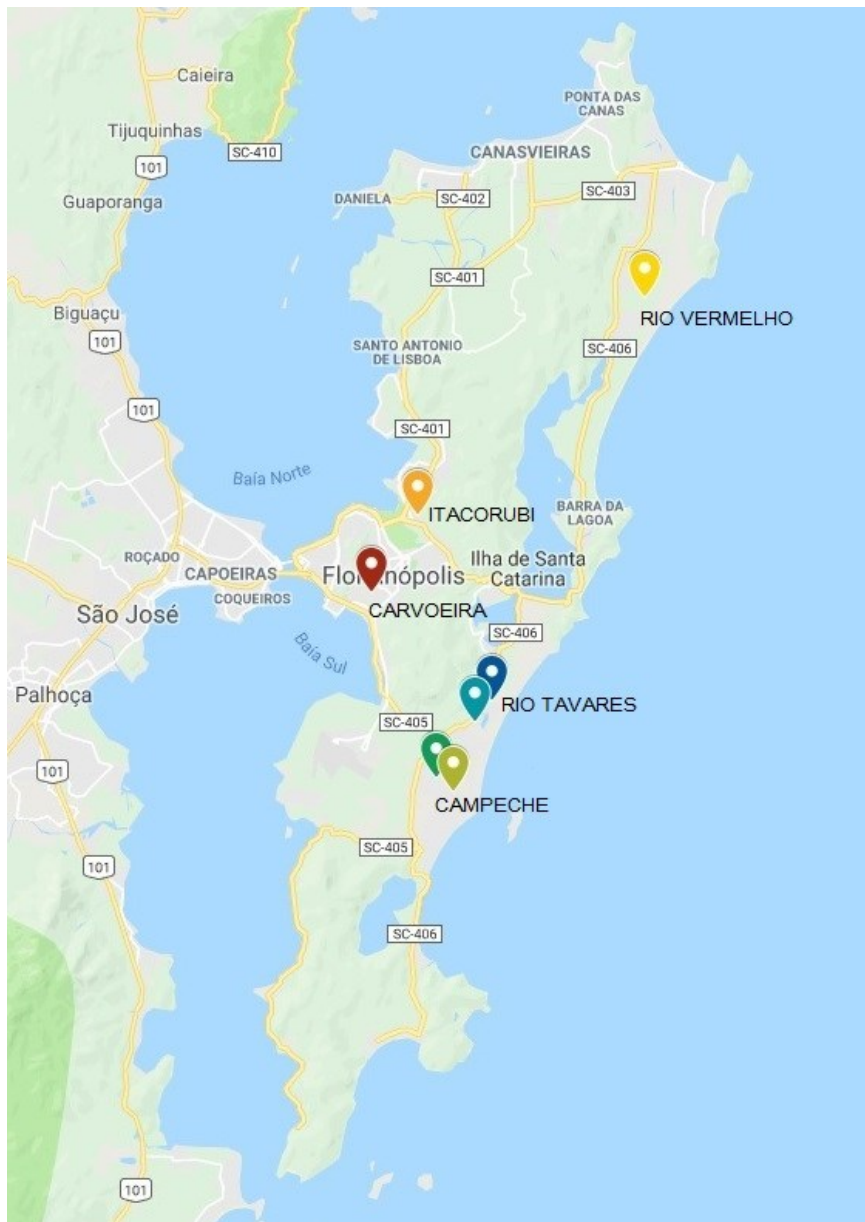 Caieira
PONTA DAS
CANAS
Tijuquinhas
101
SC-410
CANASVIEIRAS
Guaporanga
DANIELA
SC-402
SC-403
SC-401
Biguaçu
101
RIO VERMELHO
SANTO ANTONIO
DE LISBOA
SC-406
101
SC-401
Baía Norte
ITACORUBI
BARRA DA
LAGOA
ROÇADO
CAPOEIRAS
Florianópolis
Ilha de Santa
Catarina
COQUEIROS
CARVOEIRA
São José
SC-406
Baía Sul
Palhoça
RIO TAVARES
SC-405
101
CAMPECHE
SC-405
101
SC-406
101